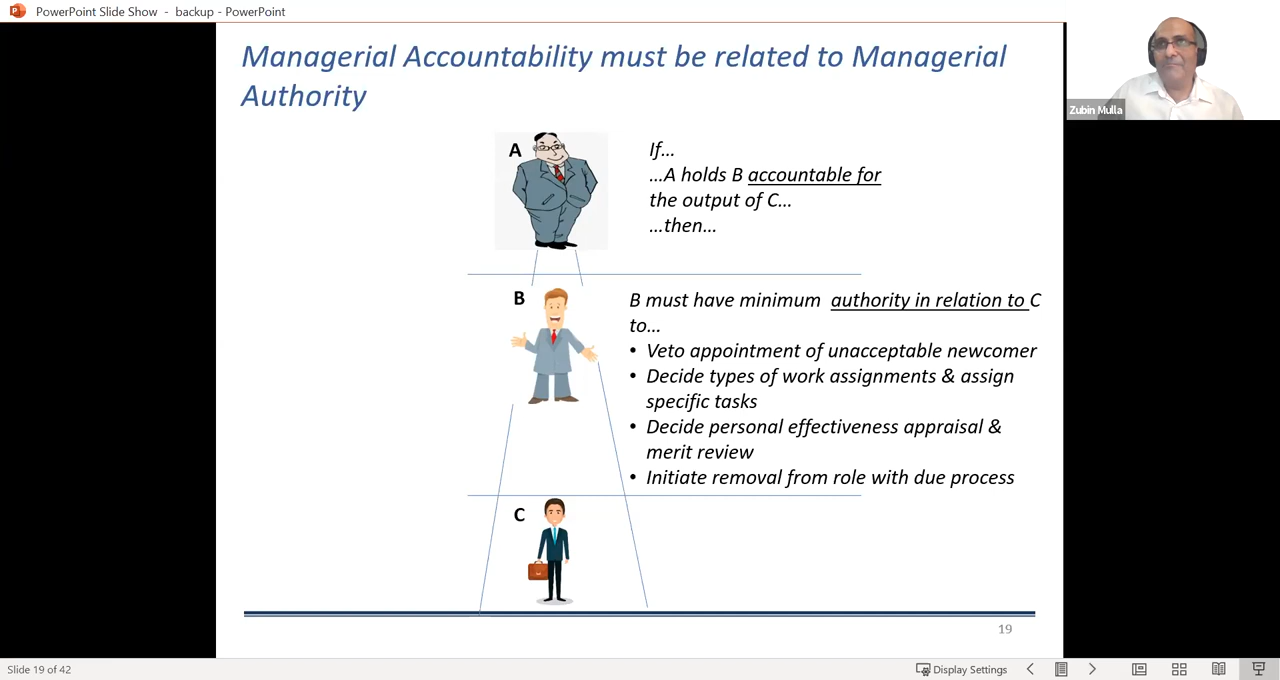 PowerPoint Slide Show - backup - PowerPoint
Managerial Accountability must be related to Managerial
Authority
A
If...
...A holds B accountable for
the output of C...
...then...
B
B must have minimum authority in relation to C
to...
• Veto appointment of unacceptable newcomer
• Decide types of work assignments & assign
specific tasks
• Decide personal effectiveness appraisal &
merit review
• Initiate removal from role with due process
C
19
Zubin Mulla
Slide 19 of 42
Display Settings